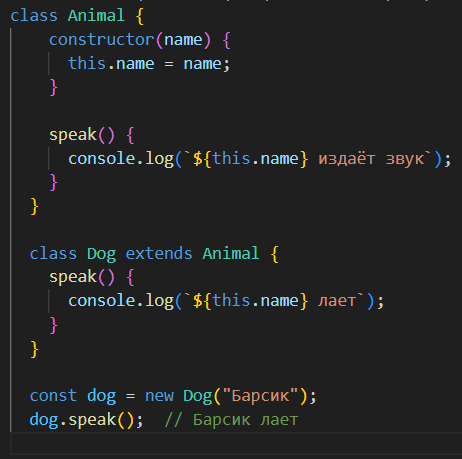 class Animal {
    constructor(name) {
      this.name = name;
    }

    speak() {
      console.log(`${this.name} издаёт звук`);
    }
  }

  class Dog extends Animal {
    speak() {
      console.log(`${this.name} лает`);
    }
  }

  const dog = new Dog("Барсик");
  dog.speak();  // Барсик лает